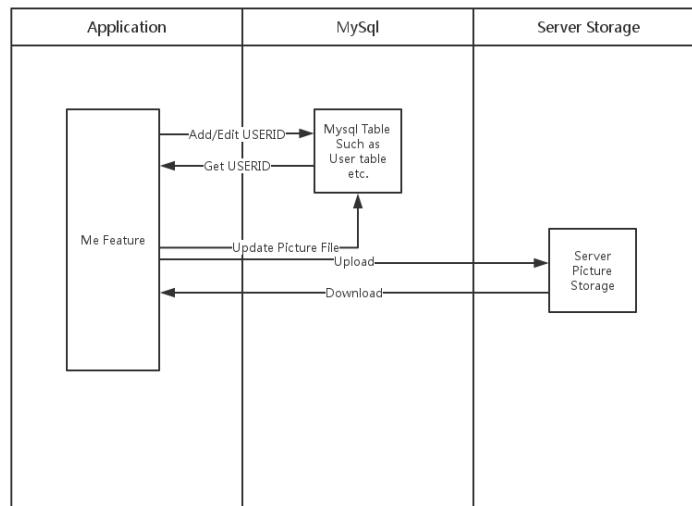 Application
MySql
Server Storage
Add/Edit USERID
Mysql Table
Such as
User table
etc.
Get USERID
Me Feature
Update Picture File
Upload
Server
Picture
Storage
Download